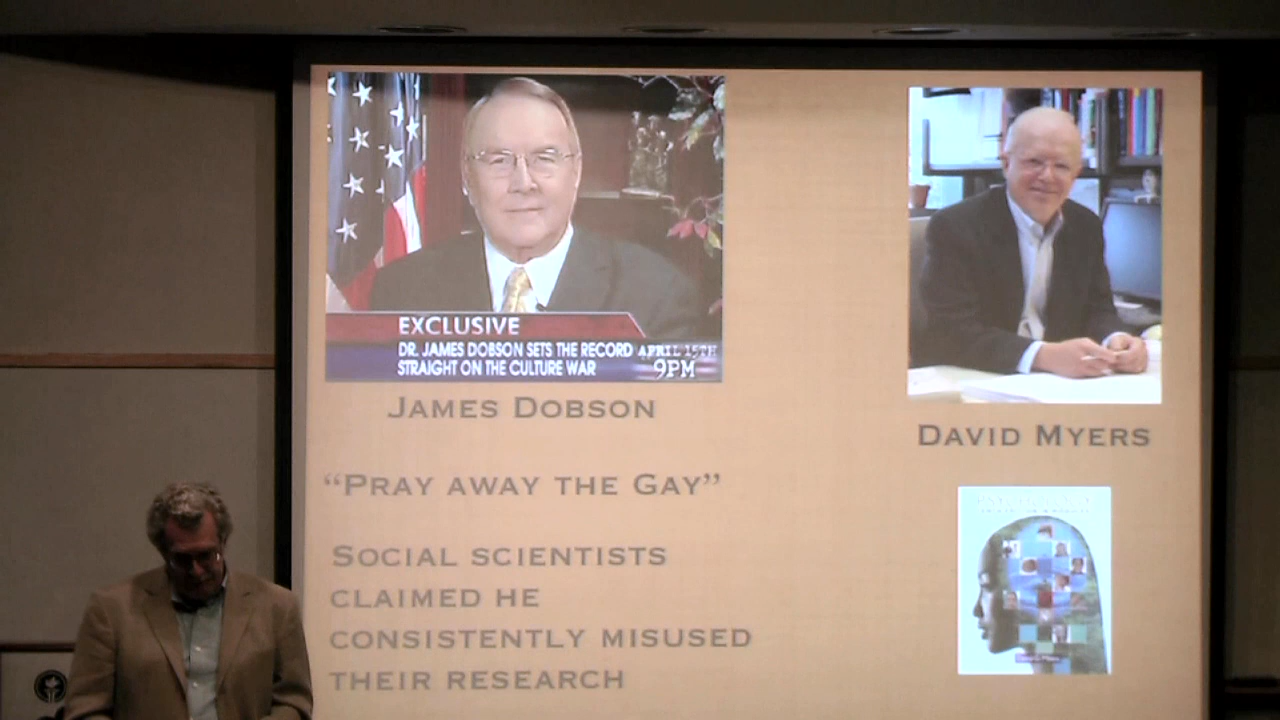 EXCLUSIVE
DR. JAMES DOBSON SETS THE RECORD
STRAIGHT ON THE CULTURE WAR
APRIL 15TH
9PM
JAMES DOBSON
DAVID MYERS
“PRAY AWAY THE GAY”
SOCIAL SCIENTISTS
CLAIMED HE
CONSISTENTLY MISUSED
THEIR RESEARCH
PSYCHOLOGY